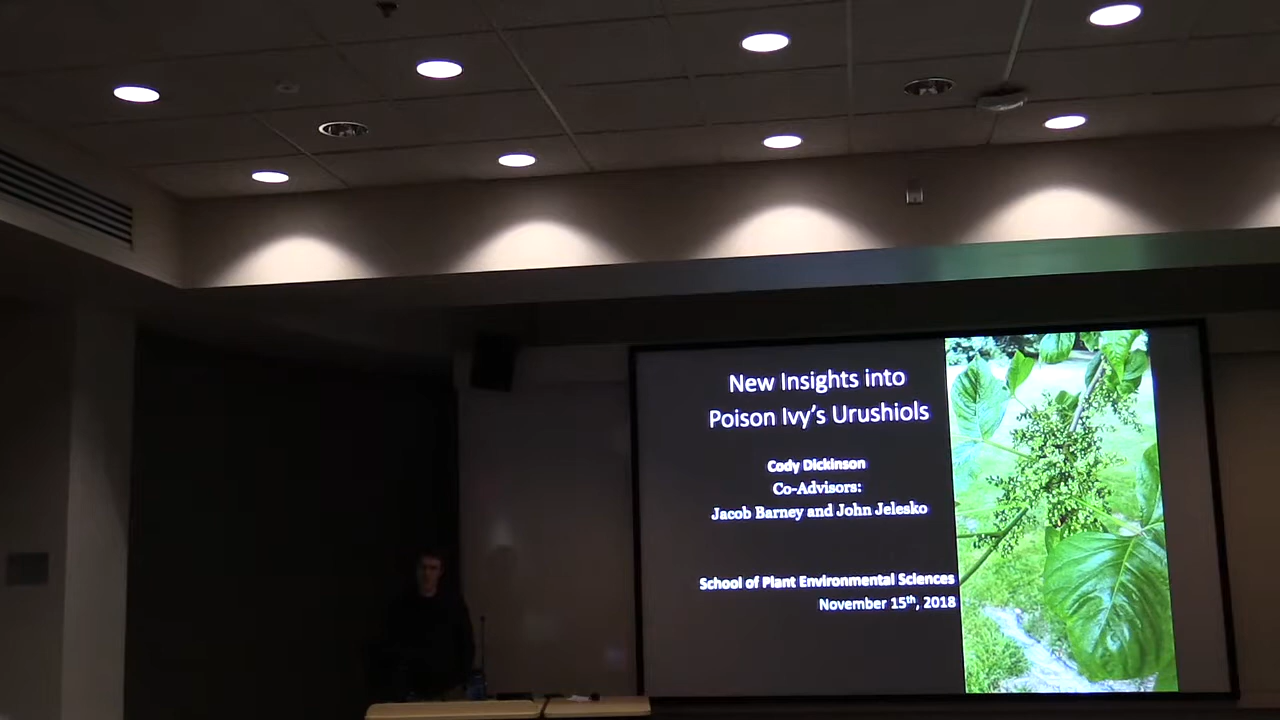 New Insights into
Poison Ivy's Urushiols
Cody Dickinson
Co-Advisors:
Jacob Barney and John Jelesko
School of Plant Environmental Sciences
November 15th, 2018